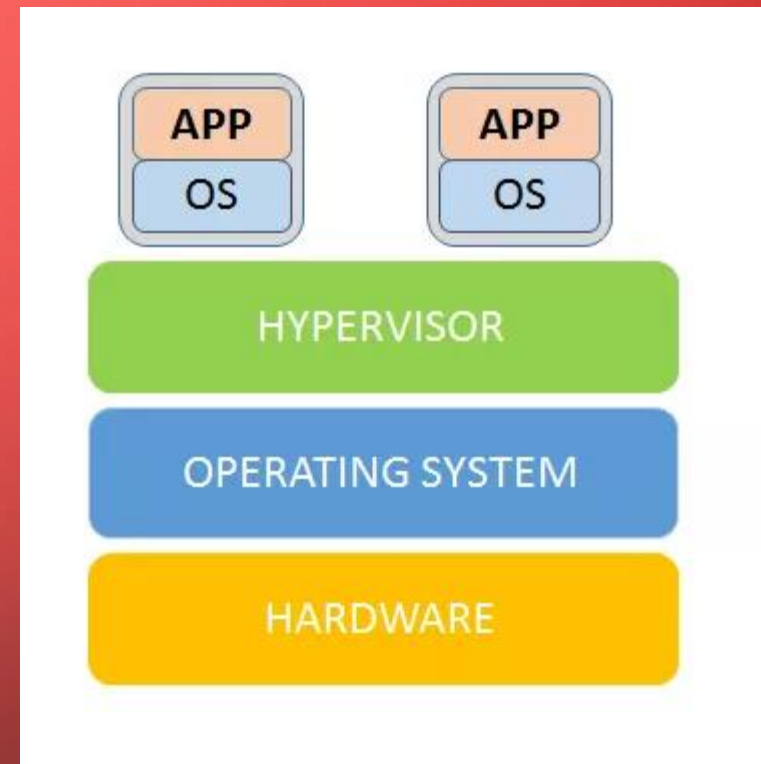 APP APP
OS OS
HYPERVISOR
OPERATING SYSTEM
HARDWARE